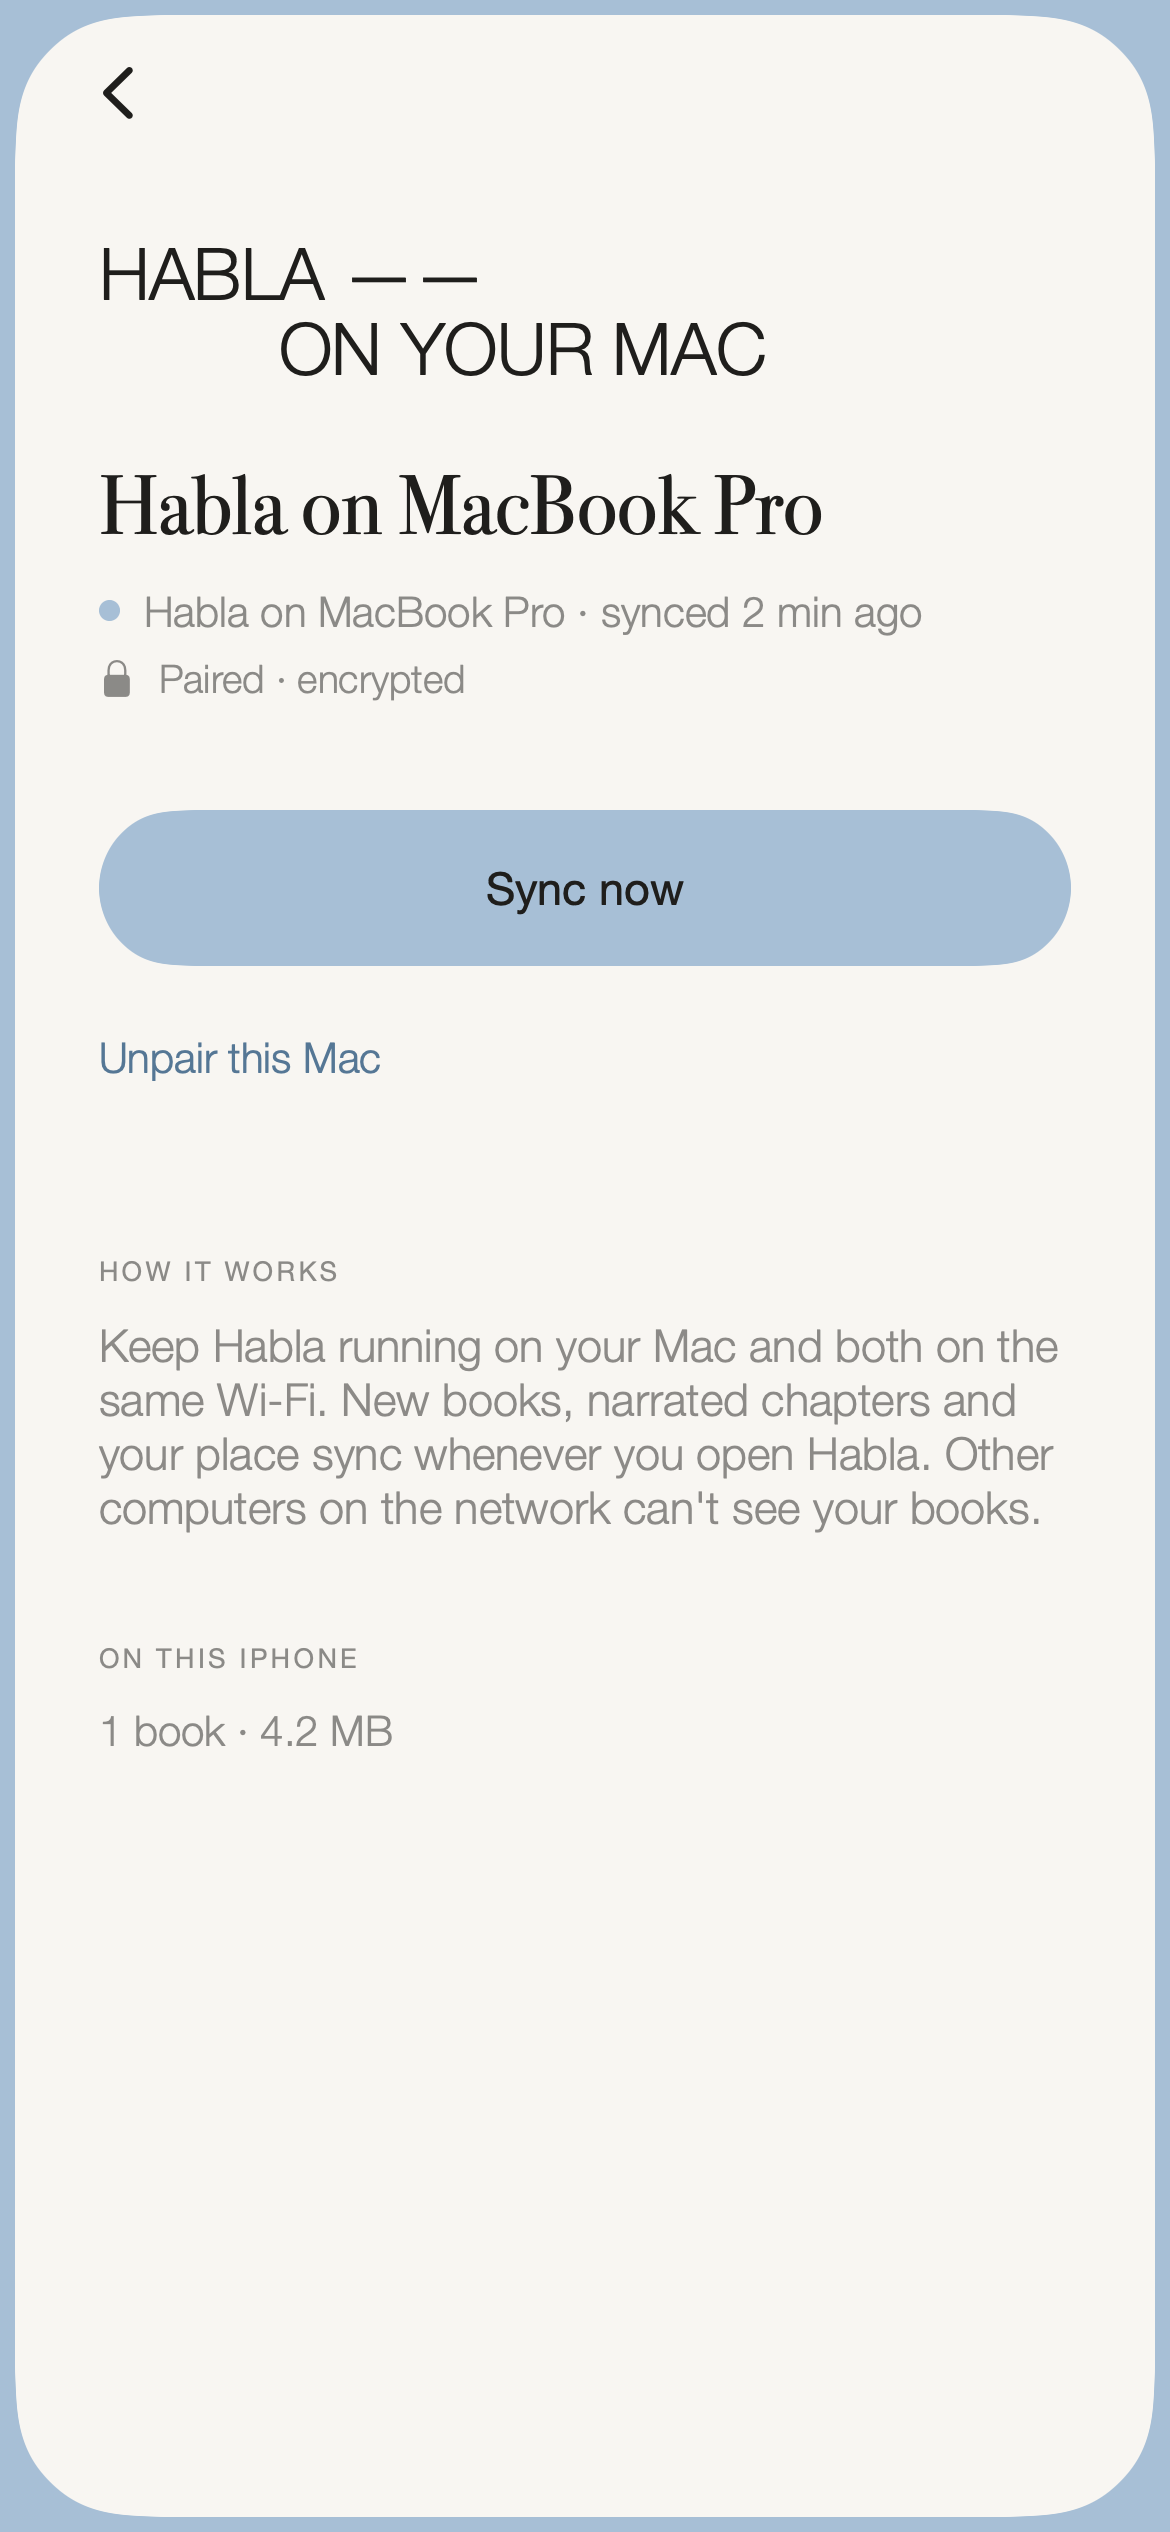 HABLA — —
ON YOUR MAC
Habla on MacBook Pro
Habla on MacBook Pro · synced 2 min ago
Paired · encrypted
Sync now
Unpair this Mac
HOW IT WORKS
Keep Habla running on your Mac and both on the
same Wi-Fi. New books, narrated chapters and
your place sync whenever you open Habla. Other
computers on the network can't see your books.
ON THIS IPHONE
1 book · 4.2 MB